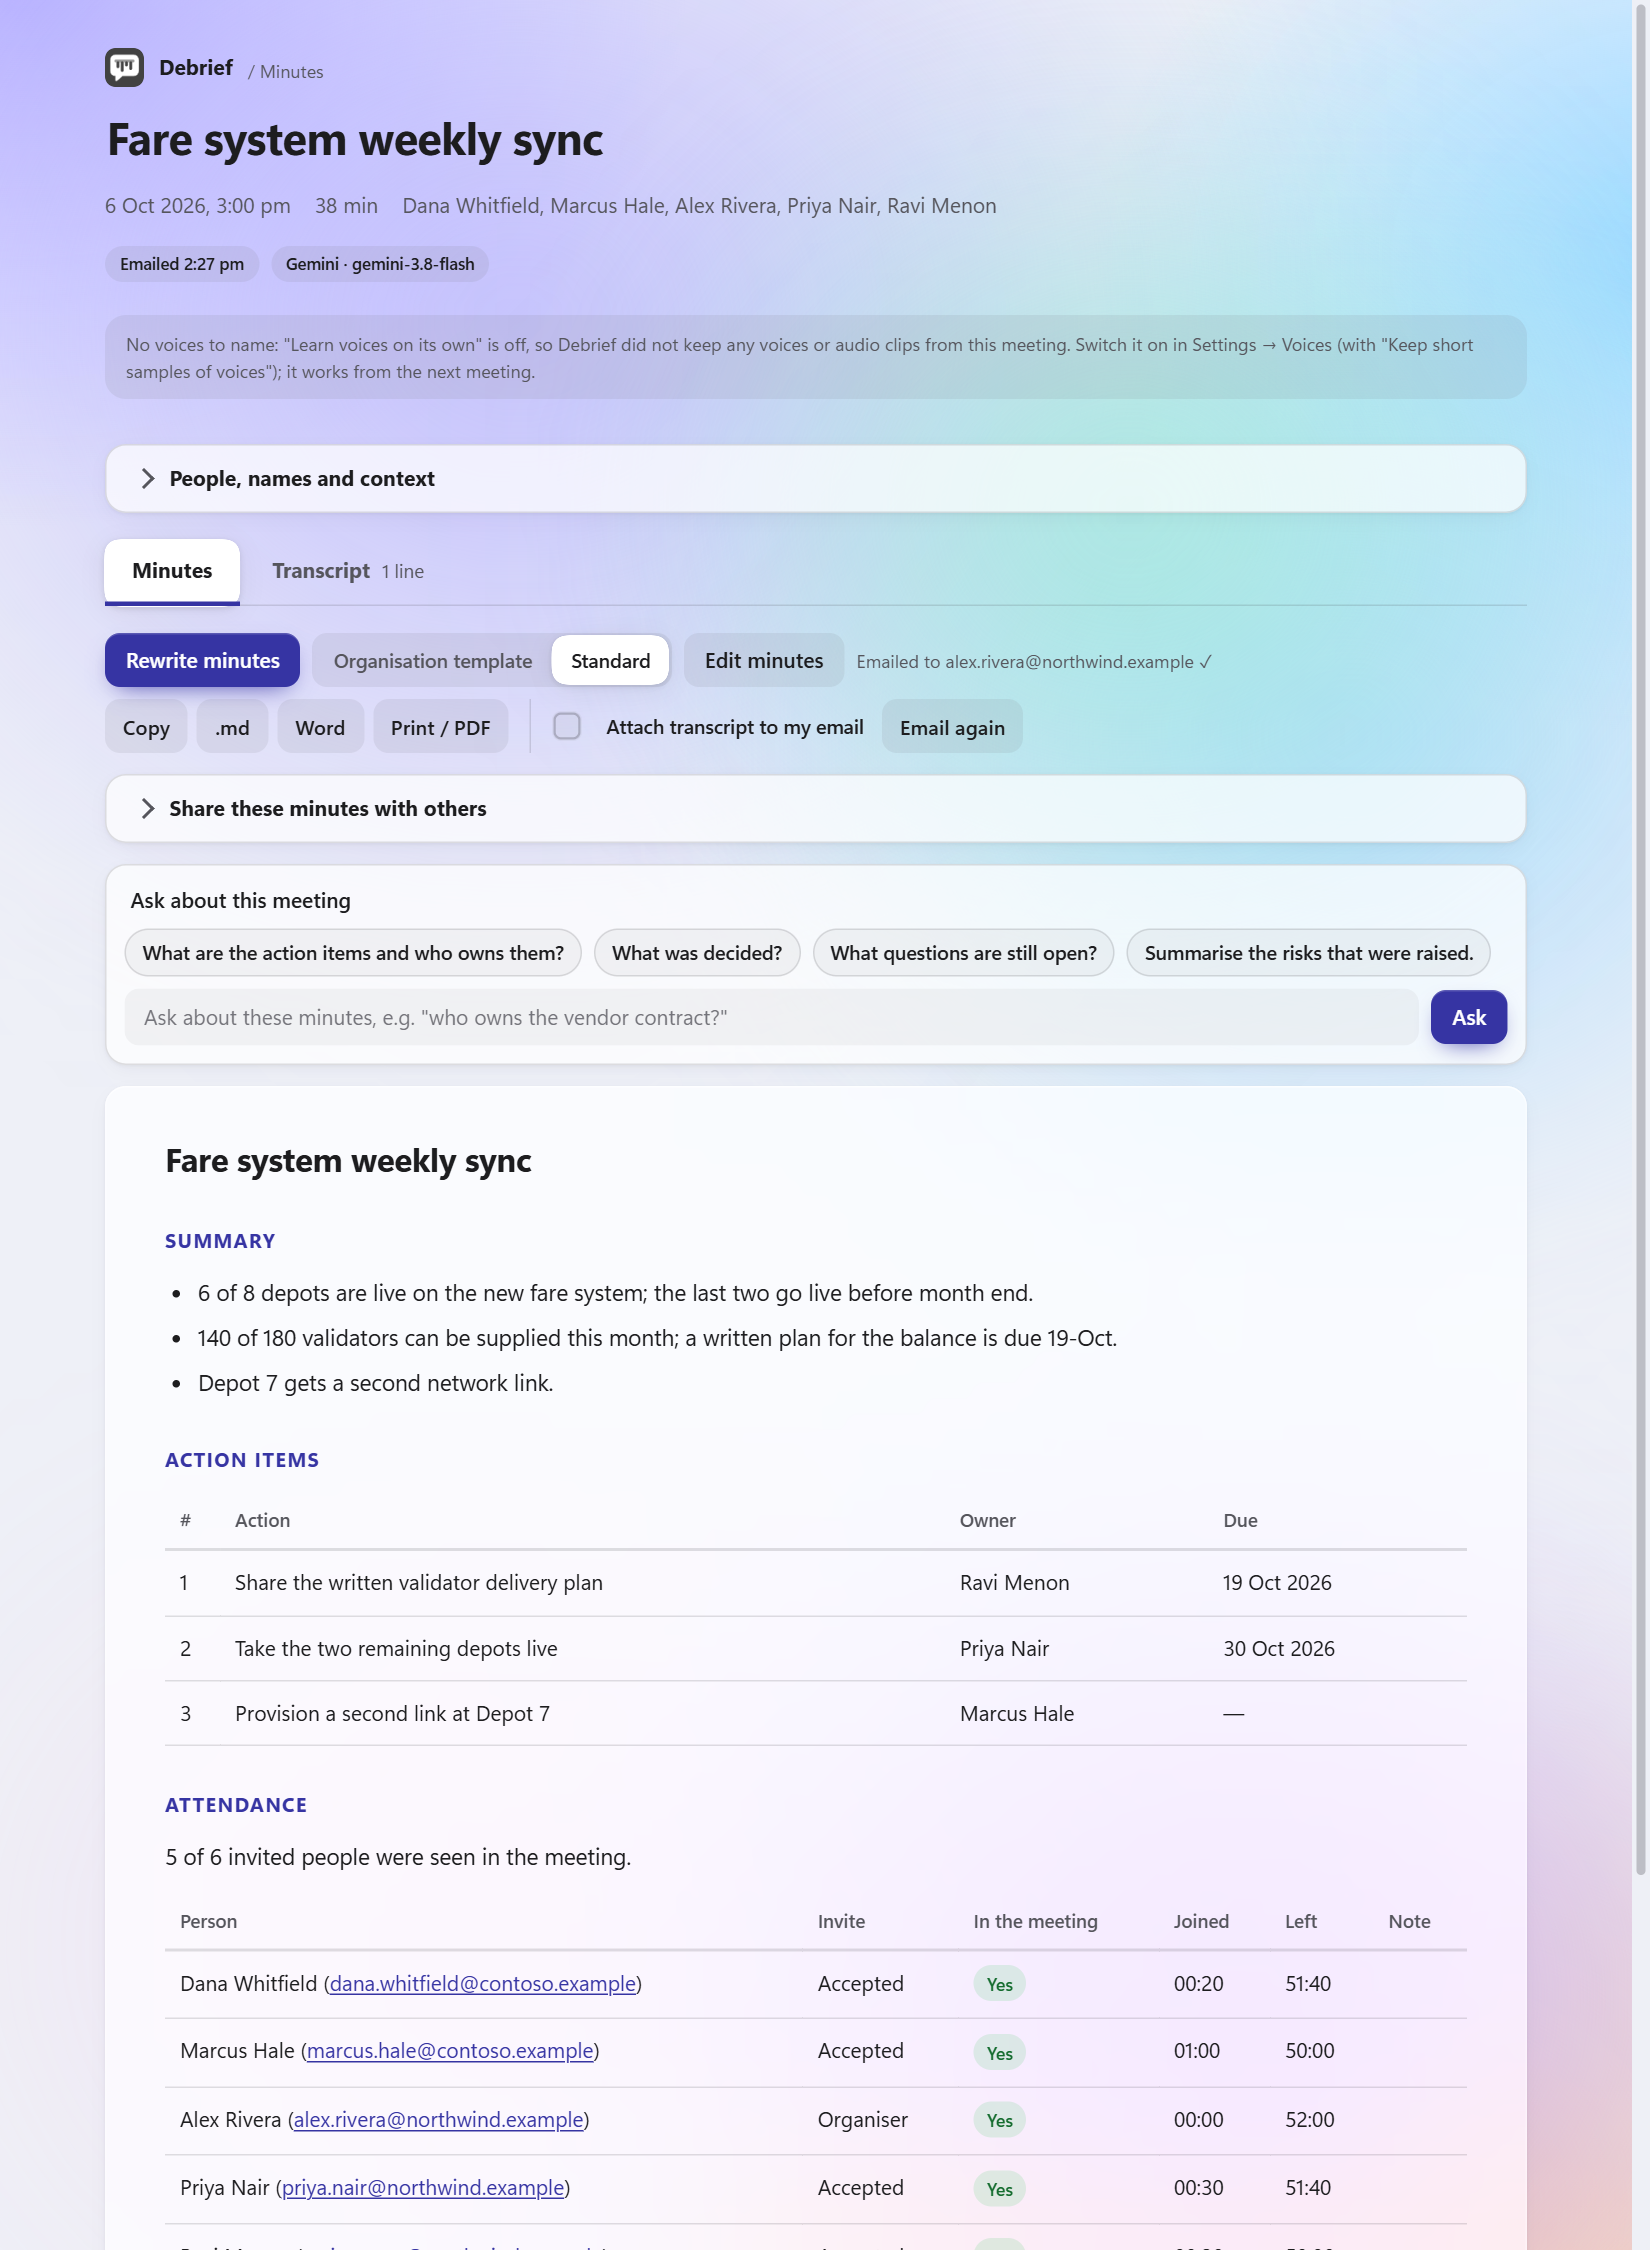 Debrief / Minutes
Fare system weekly sync
6 Oct 2026, 3:00 pm 38 min Dana Whitfield, Marcus Hale, Alex Rivera, Priya Nair, Ravi Menon
Emailed 2:27 pm Gemini · gemini-3.8-flash
No voices to name: "Learn voices on its own" is off, so Debrief did not keep any voices or audio clips from this meeting. Switch it on in Settings → Voices (with "Keep short
samples of voices"); it works from the next meeting.
People, names and context
Minutes Transcript 1 line
Rewrite minutes Organisation template Standard Edit minutes Emailed to alex.rivera@northwind.example ✓
Copy .md Word Print / PDF Attach transcript to my email Email again
Share these minutes with others
Ask about this meeting
What are the action items and who owns them? What was decided? What questions are still open? Summarise the risks that were raised.
Ask about these minutes, e.g. "who owns the vendor contract?" Ask
Fare system weekly sync
SUMMARY
• 6 of 8 depots are live on the new fare system; the last two go live before month end.
• 140 of 180 validators can be supplied this month; a written plan for the balance is due 19-Oct.
• Depot 7 gets a second network link.
ACTION ITEMS
# Action Owner Due
1 Share the written validator delivery plan Ravi Menon 19 Oct 2026
2 Take the two remaining depots live Priya Nair 30 Oct 2026
3 Provision a second link at Depot 7 Marcus Hale —
ATTENDANCE
5 of 6 invited people were seen in the meeting.
Person Invite In the meeting Joined Left Note
Dana Whitfield (dana.whitfield@contoso.example) Accepted Yes 00:20 51:40
Marcus Hale (marcus.hale@contoso.example) Accepted Yes 01:00 50:00
Alex Rivera (alex.rivera@northwind.example) Organiser Yes 00:00 52:00
Priya Nair (priya.nair@northwind.example) Accepted Yes 00:30 51:40